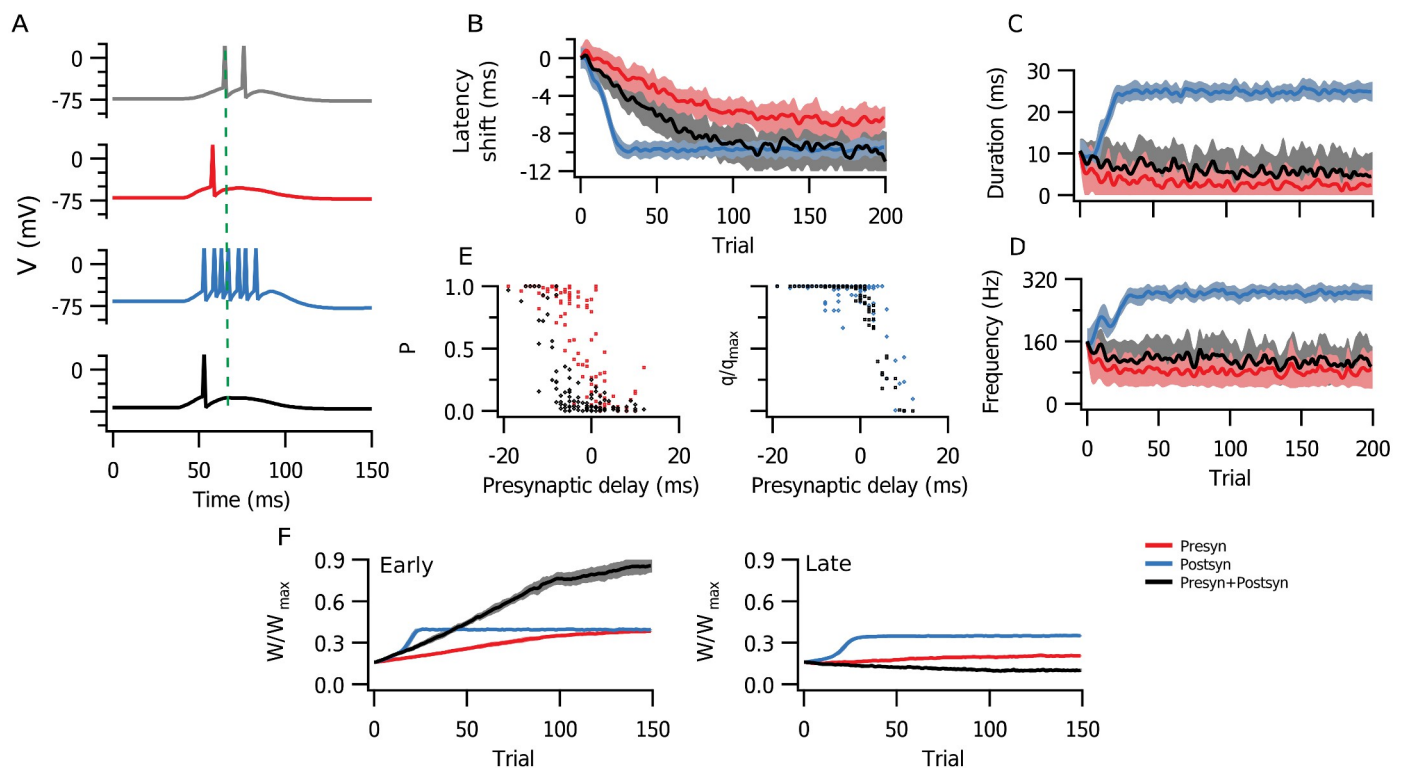 A
V (mV)
0
-75
0
-75
0
-75
0
0
50
100
150
Time (ms)
B
Latency
shift (ms)
0
-4
-8
-12
0
50
100
150
200
Trial
C
Duration (ms)
30
20
10
0
D
Frequency (Hz)
320
160
0
0
50
100
150
200
Trial
E
P
1.0
0.5
0.0
-20
0
20
Presynaptic delay (ms)
q/qmax
-20
0
20
Presynaptic delay (ms)
F
Early
W/Wmax
0.9
0.6
0.3
0.0
0
50
100
150
Trial
Late
W/Wmax
0.9
0.6
0.3
0.0
0
50
100
150
Trial
Presyn
Postsyn
Presyn+Postsyn